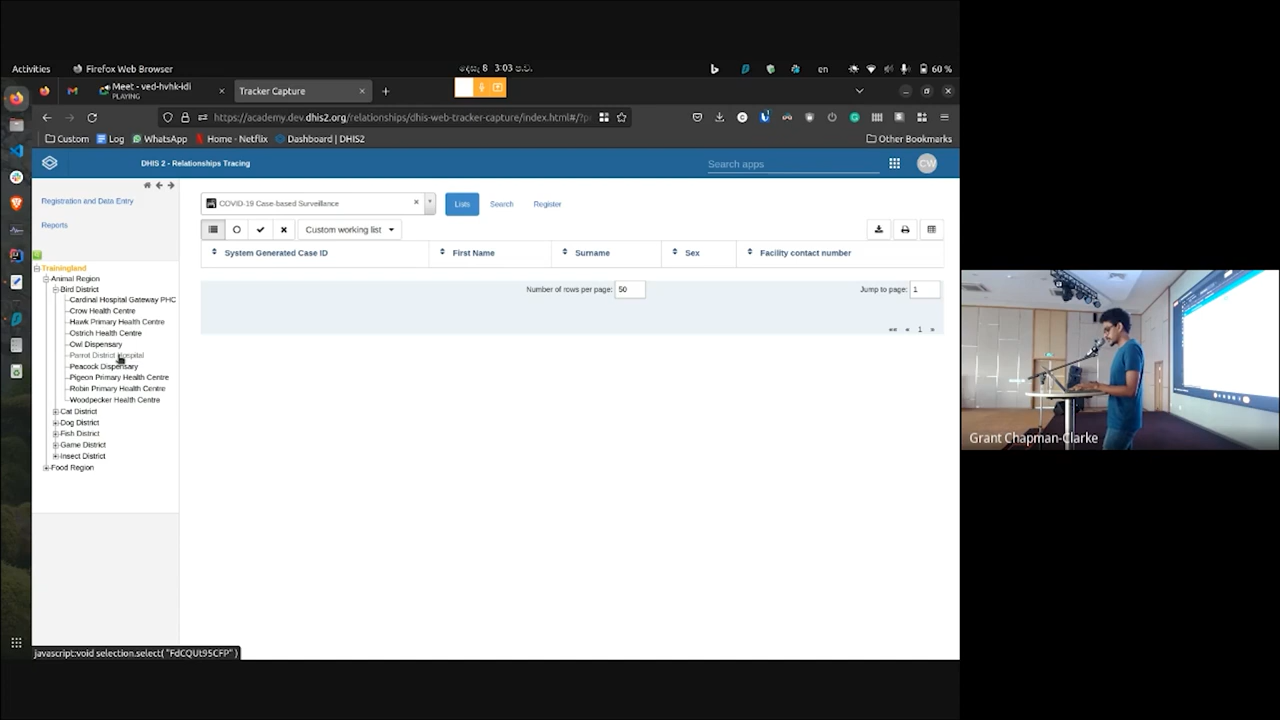 Activities
Firefox Web Browser
දෙසැ 8 3:03 ප.ව.
en
60 %
Meet - ved-hvhk-idi
PLAYING
Tracker Capture
https://academy.dev.dhis2.org/relationships/dhis-web-tracker-capture/index.html#/?p
Custom
Log
WhatsApp
Home - Netflix
Dashboard | DHIS2
Other Bookmarks
DHIS 2 - Relationships Tracing
Search apps
CW
Registration and Data Entry
Reports
COVID-19 Case-based Surveillance
Lists
Search
Register
Custom working list
System Generated Case ID
First Name
Surname
Sex
Facility contact number
Number of rows per page: 50
Jump to page: 1
«« « 1 »
Trainingland
Animal Region
Bird District
Cardinal Hospital Gateway PHC
Crow Health Centre
Hawk Primary Health Centre
Ostrich Health Centre
Owl Dispensary
Parrot District Hospital
Peacock Dispensary
Pigeon Primary Health Centre
Robin Primary Health Centre
Woodpecker Health Centre
Cat District
Dog District
Fish District
Game District
Insect District
Food Region
javascript:void selection.select( "FdCQUt95CFP" )
Grant Chapman-Clarke